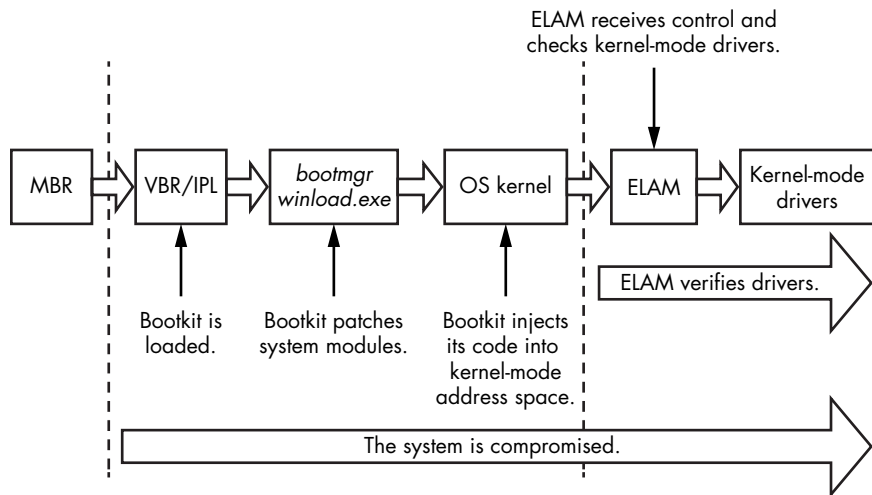 ELAM receives control and
checks kernel-mode drivers.
MBR
VBR/IPL
bootmgr
winload.exe
OS kernel
ELAM
Kernel-mode
drivers
ELAM verifies drivers.
Bootkit is
loaded.
Bootkit patches
system modules.
Bootkit injects
its code into
kernel-mode
address space.
The system is compromised.